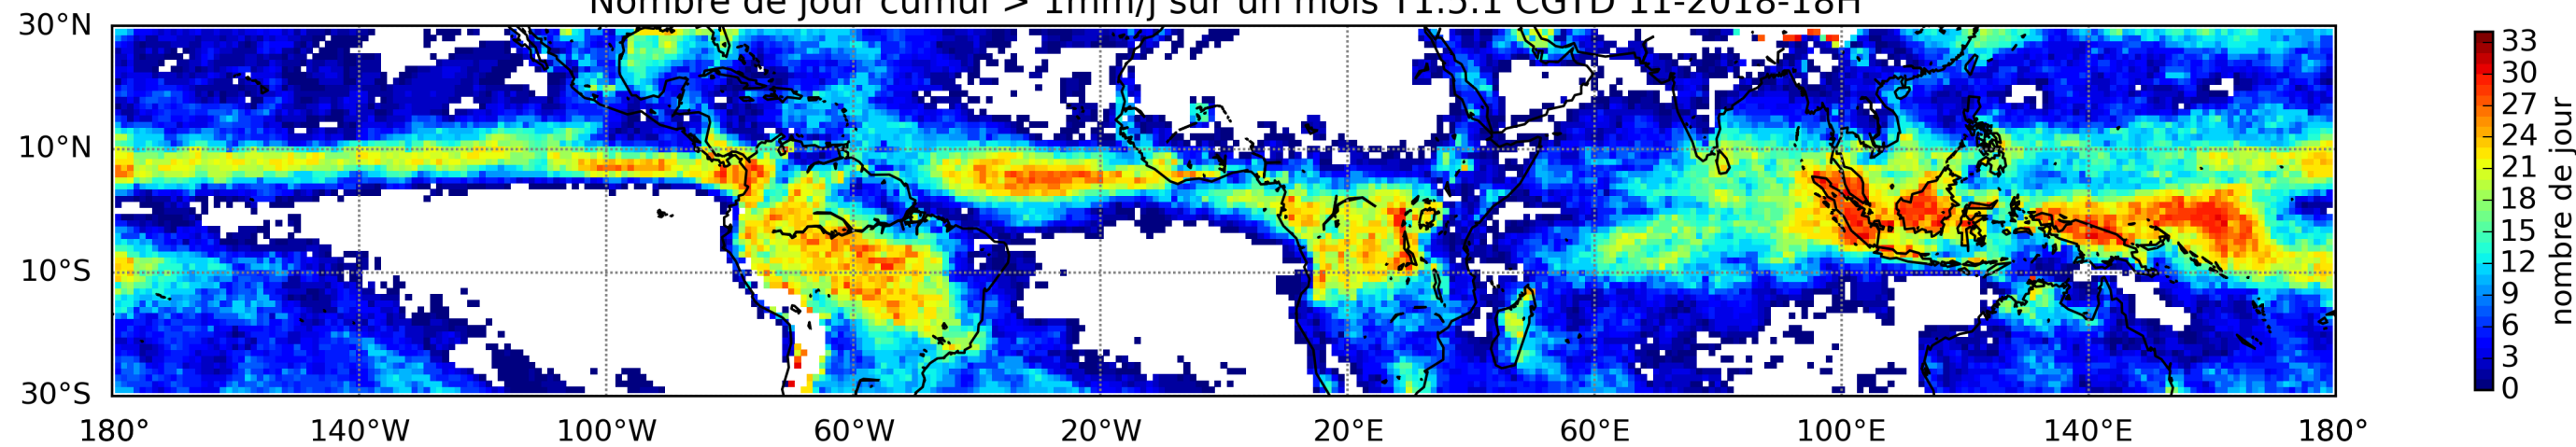 Nombre de jour cumul > 1mm/j sur un mois T1.5.1 CGTD 11-2018-18H
30°N
10°N
10°S
30°S
180°
140°W
100°W
60°W
20°W
20°E
60°E
100°E
140°E
180°
33
30
27
24
21
18
15
12
9
6
3
0
nombre de jour